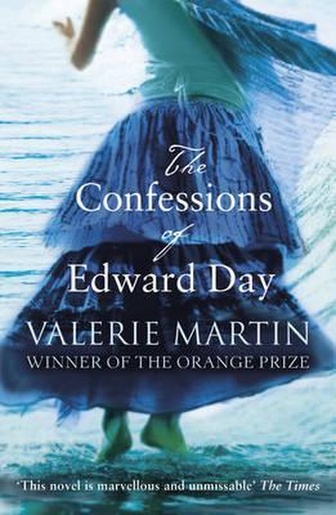 The
Confessions
of
Edward Day
VALERIE MARTIN
WINNER OF THE ORANGE PRIZE
‘This novel is marvellous and unmissable’ The Times